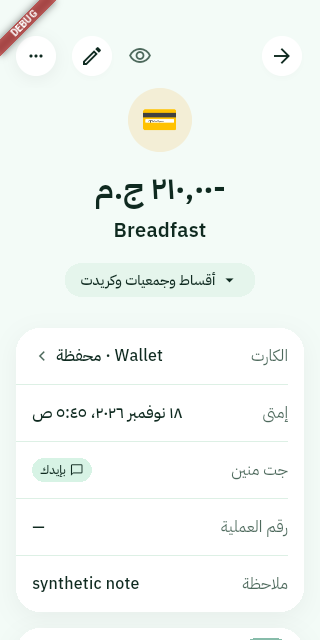 DEBUG
-٢١٠,٠٠ ج.م
Breadfast
أقساط وجمعيات وكريدت
الكارت
محفظة · Wallet
إمتى
١٨ نوفمبر ٢٠٢٦، ٥:٤٥ ص
جت منين
بإيدك
رقم العملية
—
ملاحظة
synthetic note